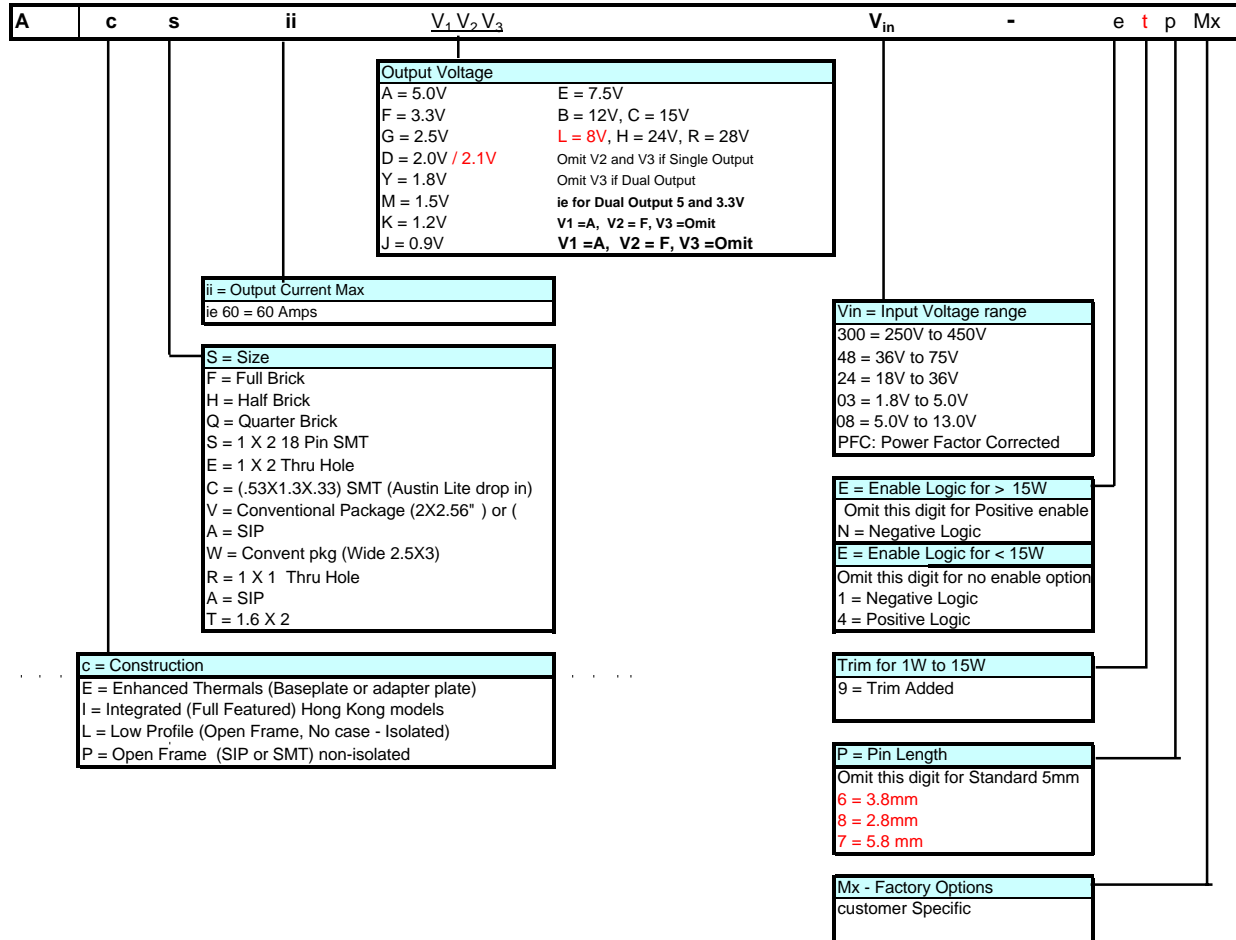 A c s ii V1 V2 V3 Vin - e t p Mx
Output Voltage
A = 5.0V E = 7.5V
F = 3.3V B = 12V, C = 15V
G = 2.5V L = 8V, H = 24V, R = 28V
D = 2.0V / 2.1V Omit V2 and V3 if Single Output
Y = 1.8V Omit V3 if Dual Output
M = 1.5V ie for Dual Output 5 and 3.3V
K = 1.2V V1 =A, V2 = F, V3 =Omit
J = 0.9V V1 =A, V2 = F, V3 =Omit
ii = Output Current Max
ie 60 = 60 Amps
Vin = Input Voltage range
300 = 250V to 450V
48 = 36V to 75V
24 = 18V to 36V
03 = 1.8V to 5.0V
08 = 5.0V to 13.0V
PFC: Power Factor Corrected
S = Size
F = Full Brick
H = Half Brick
Q = Quarter Brick
S = 1 X 2 18 Pin SMT
E = 1 X 2 Thru Hole
C = (.53X1.3X.33) SMT (Austin Lite drop in)
V = Conventional Package (2X2.56" ) or (
A = SIP
W = Convent pkg (Wide 2.5X3)
R = 1 X 1 Thru Hole
A = SIP
T = 1.6 X 2
E = Enable Logic for > 15W
Omit this digit for Positive enable
N = Negative Logic
E = Enable Logic for < 15W
Omit this digit for no enable option
1 = Negative Logic
4 = Positive Logic
c = Construction
E = Enhanced Thermals (Baseplate or adapter plate)
I = Integrated (Full Featured) Hong Kong models
L = Low Profile (Open Frame, No case - Isolated)
P = Open Frame (SIP or SMT) non-isolated
Trim for 1W to 15W
9 = Trim Added
P = Pin Length
Omit this digit for Standard 5mm
6 = 3.8mm
8 = 2.8mm
7 = 5.8 mm
Mx - Factory Options
customer Specific